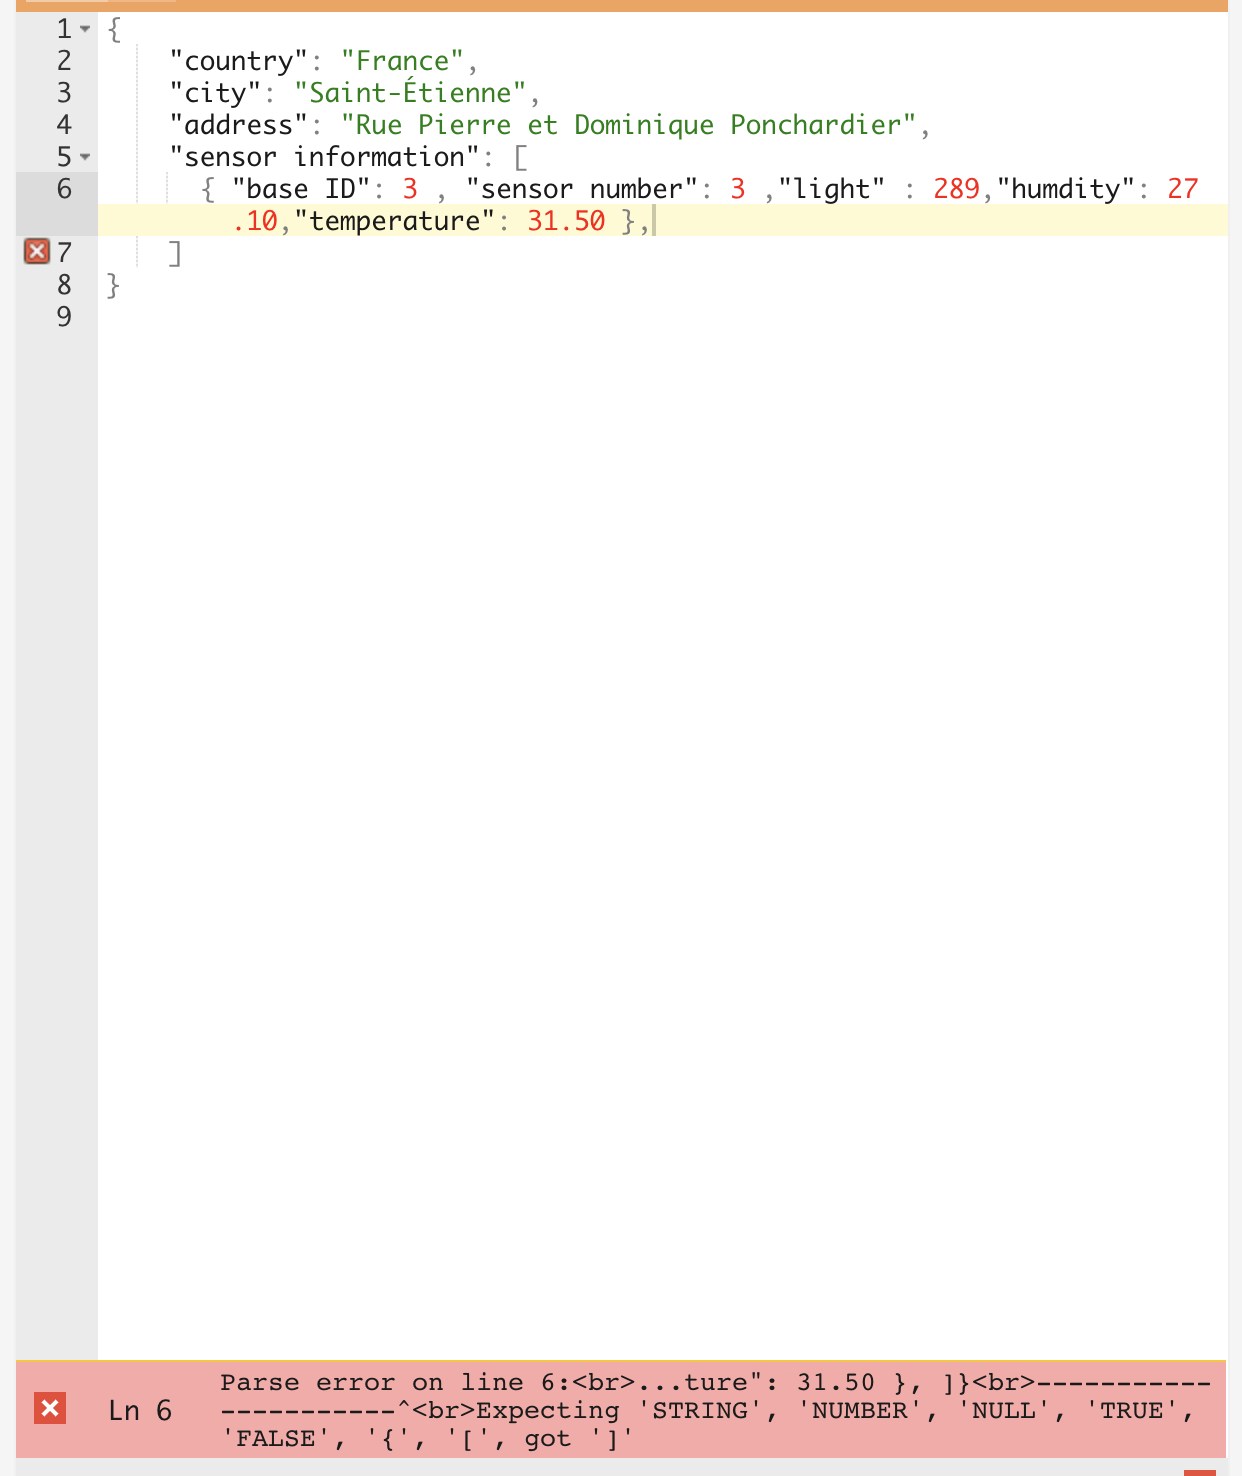 1 {
2 "country": "France",
3 "city": "Saint-Étienne",
4 "address": "Rue Pierre et Dominique Ponchardier",
5 "sensor information": [
6 { "base ID": 3 , "sensor number": 3 ,"light" : 289,"humdity": 27
.10,"temperature": 31.50 },
7 ]
8 }
9
Parse error on line 6:<br>...ture": 31.50 }, ]}<br>-----------
Ln 6 -----------^<br>Expecting 'STRING', 'NUMBER', 'NULL', 'TRUE',
'FALSE', '{', '[', got ']'